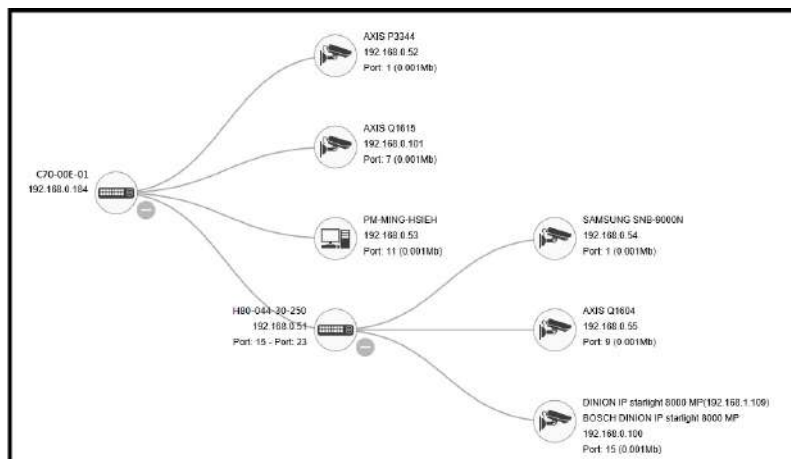 AXIS P3344
192.168.0.52
Port: 1 (0.001Mb)
AXIS Q1615
192.168.0.101
Port: 7 (0.001Mb)
C70-00E-01
192.168.0.184
PM-MING-HSIEH
192.168.0.53
Port: 11 (0.001Mb)
H80-044-30-250
192.168.0.51
Port: 15 - Port: 23
SAMSUNG SNB-6000N
192.168.0.54
Port: 1 (0.001Mb)
AXIS Q1604
192.168.0.55
Port: 9 (0.001Mb)
DINION IP starlight 8000 MP(192.168.1.109)
BOSCH DINION IP starlight 8000 MP
192.168.0.100
Port: 15 (0.001Mb)